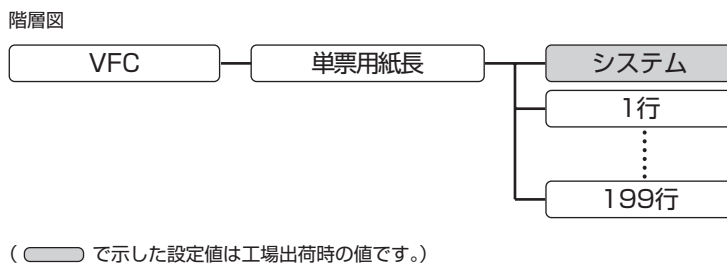 階層図
VFC 単票用紙長 システム
1行
199行
( で示した設定値は工場出荷時の値です。)